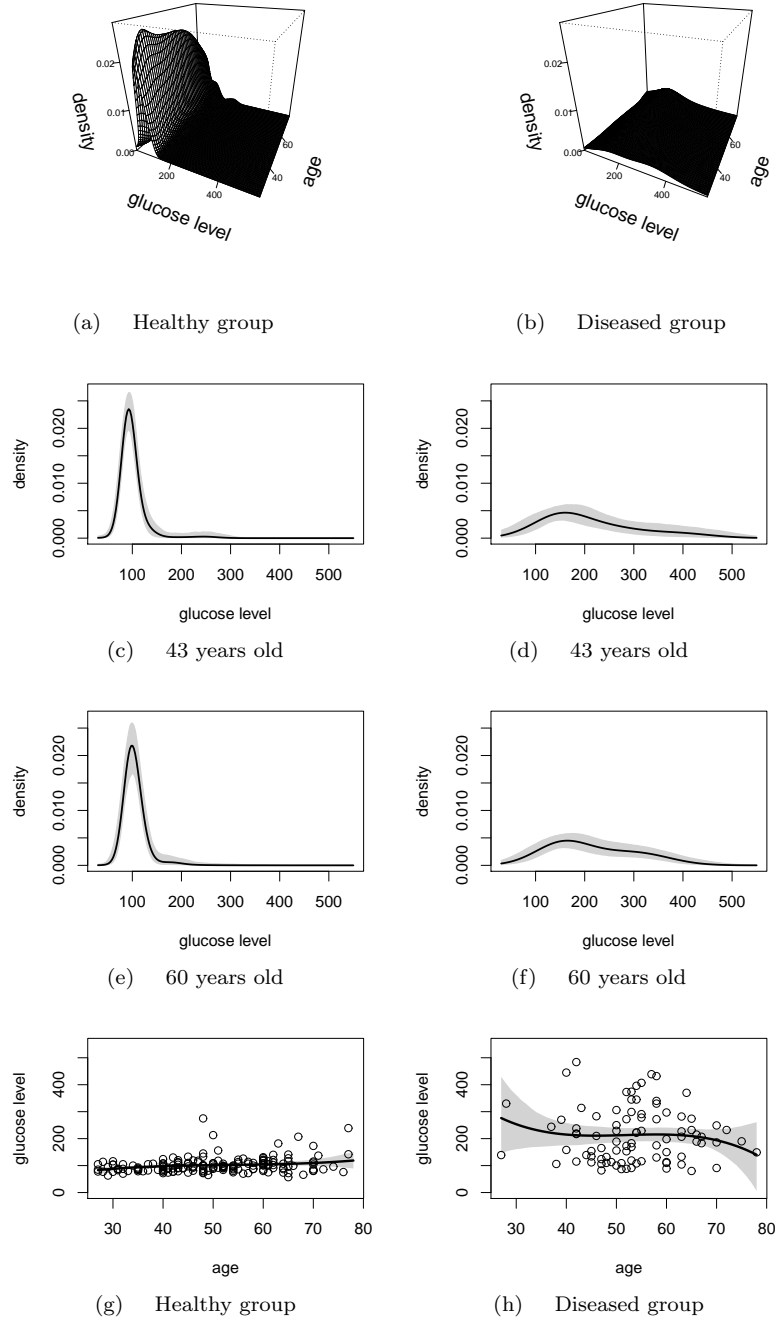 0.02
0.01
0.00
density
200
400
glucose level
40
60
age
0.02
0.01
0.00
density
200
400
glucose level
40
60
age
(a) Healthy group
(b) Diseased group
0.020
0.010
0.000
density
100 200 300 400 500
glucose level
(c) 43 years old
0.020
0.010
0.000
density
100 200 300 400 500
glucose level
(d) 43 years old
0.020
0.010
0.000
density
100 200 300 400 500
glucose level
(e) 60 years old
0.020
0.010
0.000
density
100 200 300 400 500
glucose level
(f) 60 years old
400
200
0
glucose level
30 40 50 60 70 80
age
(g) Healthy group
400
200
0
glucose level
30 40 50 60 70 80
age
(h) Diseased group